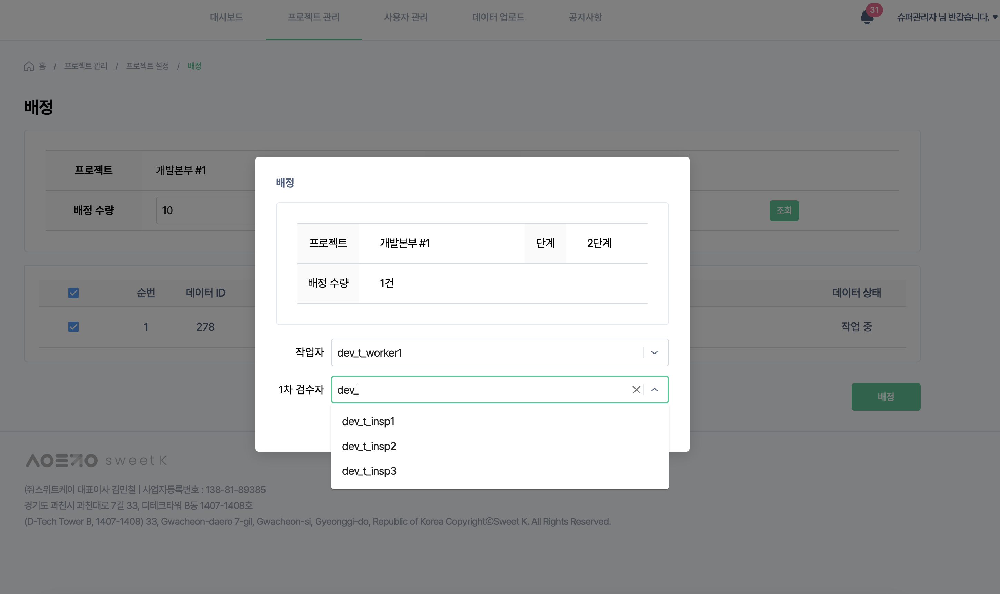 대시보드 프로젝트 관리 사용자 관리 데이터 업로드 공지사항 31 슈퍼관리자 님 반갑습니다.
홈 / 프로젝트 관리 / 프로젝트 설정 / 배정
배정
프로젝트 개발본부 #1
배정 수량 10 조회
순번 데이터 ID 데이터 상태
1 278 작업 중
배정
배정
프로젝트 개발본부 #1 단계 2단계
배정 수량 1건
작업자 dev_t_worker1
1차 검수자 dev_
dev_t_insp1
dev_t_insp2
dev_t_insp3
sweet K
(주)스위트케이 대표이사 김민철 | 사업자등록번호 : 138-81-89385
경기도 과천시 과천대로 7길 33, 디테크타워 B동 1407-1408호
(D-Tech Tower B, 1407-1408) 33, Gwacheon-daero 7-gil, Gwacheon-si, Gyeonggi-do, Republic of Korea Copyright©Sweet K. All Rights Reserved.